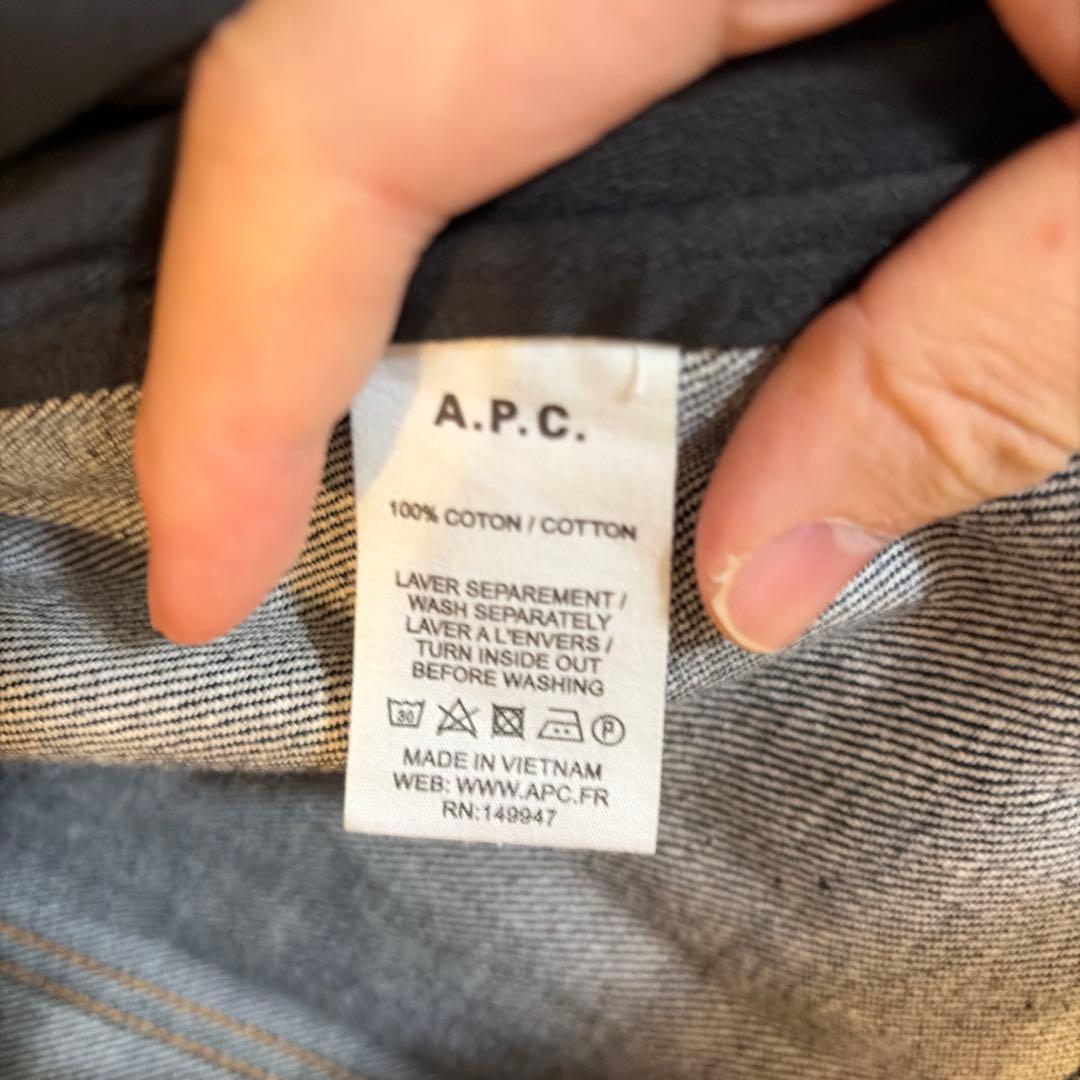 A.P.C.
100% COTON / COTTON
LAVER SEPAREMENT /
WASH SEPARATELY
LAVER A L'ENVERS /
TURN INSIDE OUT
BEFORE WASHING
30 P
MADE IN VIETNAM
WEB: WWW.APC.FR
RN:149947